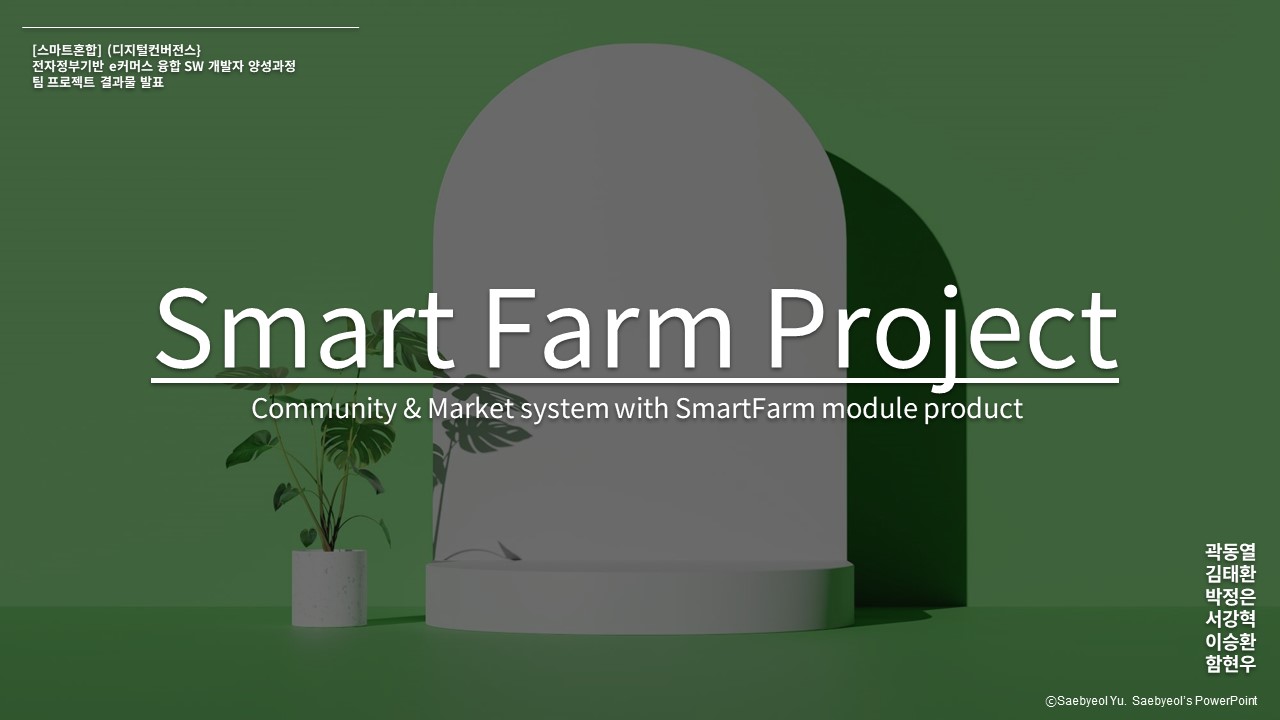 [스마트혼합] (디지털컨버전스}
전자정부기반 e커머스 융합 SW 개발자 양성과정
팀 프로젝트 결과물 발표
Smart Farm Project
Community & Market system with SmartFarm module product
곽동열
김태환
박정은
서강혁
이승환
함현우
ⓒSaebyeol Yu. Saebyeol's PowerPoint